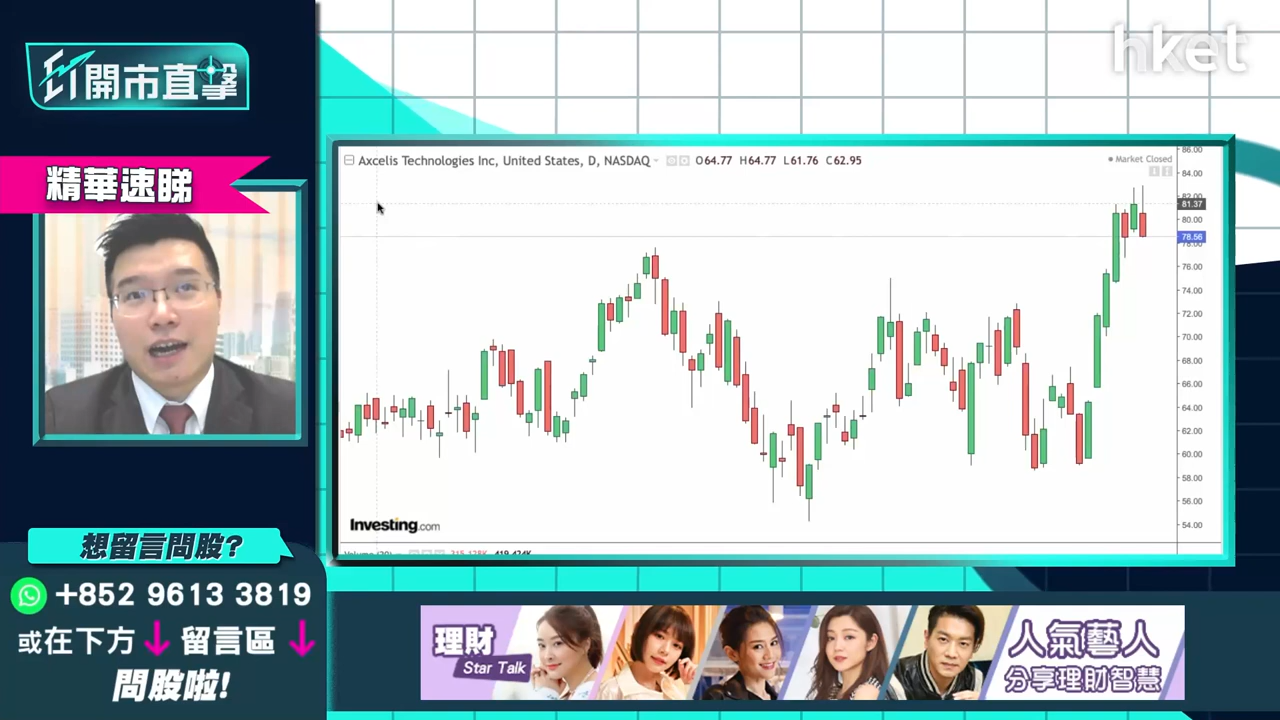 hket
ET開市直擊
精華速睇
Axcelis Technologies Inc, United States, D, NASDAQ O64.77 H64.77 L61.76 C62.95
Market Closed
86.00
84.00
82.00
81.37
80.00
78.56
78.00
76.00
74.00
72.00
70.00
68.00
66.00
64.00
62.00
60.00
58.00
56.00
54.00
Investing.com
想留言問股?
+852 9613 3819
或在下方 留言區
問股啦!
理財
Star Talk
人氣藝人
分享理財智慧